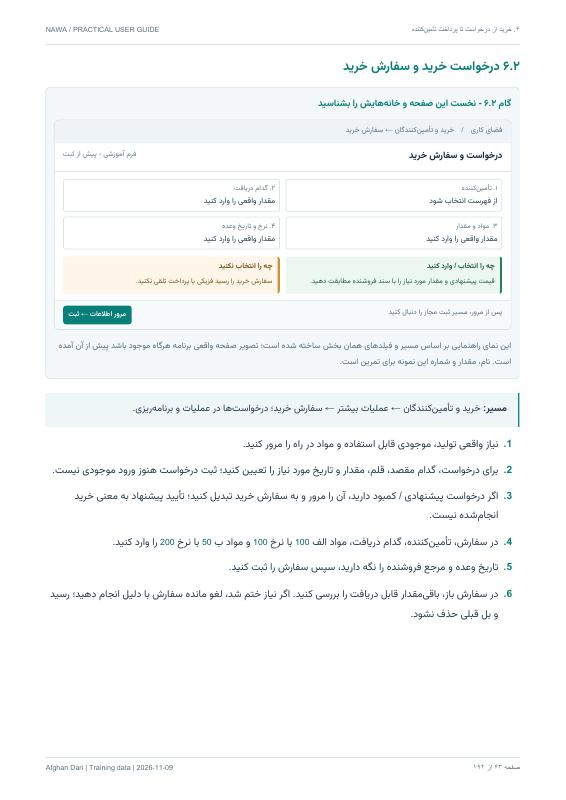 ۴. خرید از درخواست تا پرداخت تأمین‌کننده
NAWA / PRACTICAL USER GUIDE
۶.۲ درخواست خرید و سفارش خرید
گام ۶.۲ - نخست این صفحه و خانه‌هایش را بشناسید
فضای کاری / خرید و تأمین‌کنندگان ← سفارش خرید
درخواست و سفارش خرید
فرم آموزشی - پیش از ثبت
۱. تأمین‌کننده
از فهرست انتخاب شود
۲. گدام دریافت
مقدار واقعی را وارد کنید
۳. مواد و مقدار
مقدار واقعی را وارد کنید
۴. نرخ و تاریخ وعده
مقدار واقعی را وارد کنید
چه را انتخاب / وارد کنید
قیمت پیشنهادی و مقدار مورد نیاز را با سند فروشنده مطابقت دهید.
چه را انتخاب نکنید
سفارش خرید را رسید فزیکی یا پرداخت تلقی نکنید.
پس از مرور، مسیر ثبت مجاز را دنبال کنید
مرور اطلاعات ← ثبت
این نمای راهنمایی بر اساس مسیر و فیلدهای همان بخش ساخته شده است؛ تصویر صفحه واقعی برنامه هرگاه موجود باشد پیش از آن آمده
است. نام، مقدار و شماره این نمونه برای تمرین است.
مسیر: خرید و تأمین‌کنندگان ← عملیات بیشتر ← سفارش خرید؛ درخواست‌ها در عملیات و برنامه‌ریزی.
1. نیاز واقعی تولید، موجودی قابل استفاده و مواد در راه را مرور کنید.
2. برای درخواست، گدام مقصد، قلم، مقدار و تاریخ مورد نیاز را تعیین کنید؛ ثبت درخواست هنوز ورود موجودی نیست.
3. اگر درخواست پیشنهادی / کمبود دارید، آن را مرور و به سفارش خرید تبدیل کنید؛ تأیید پیشنهاد به معنی خرید
انجام‌شده نیست.
4. در سفارش، تأمین‌کننده، گدام دریافت، مواد الف 100 با نرخ 100 و مواد ب 50 با نرخ 200 را وارد کنید.
5. تاریخ وعده و مرجع فروشنده را نگه دارید، سپس سفارش را ثبت کنید.
6. در سفارش باز، باقی‌مقدار قابل دریافت را بررسی کنید. اگر نیاز ختم شد، لغو مانده سفارش با دلیل انجام دهید؛ رسید
و بل قبلی حذف نشود.
Afghan Dari | Training data | 2026-11-09